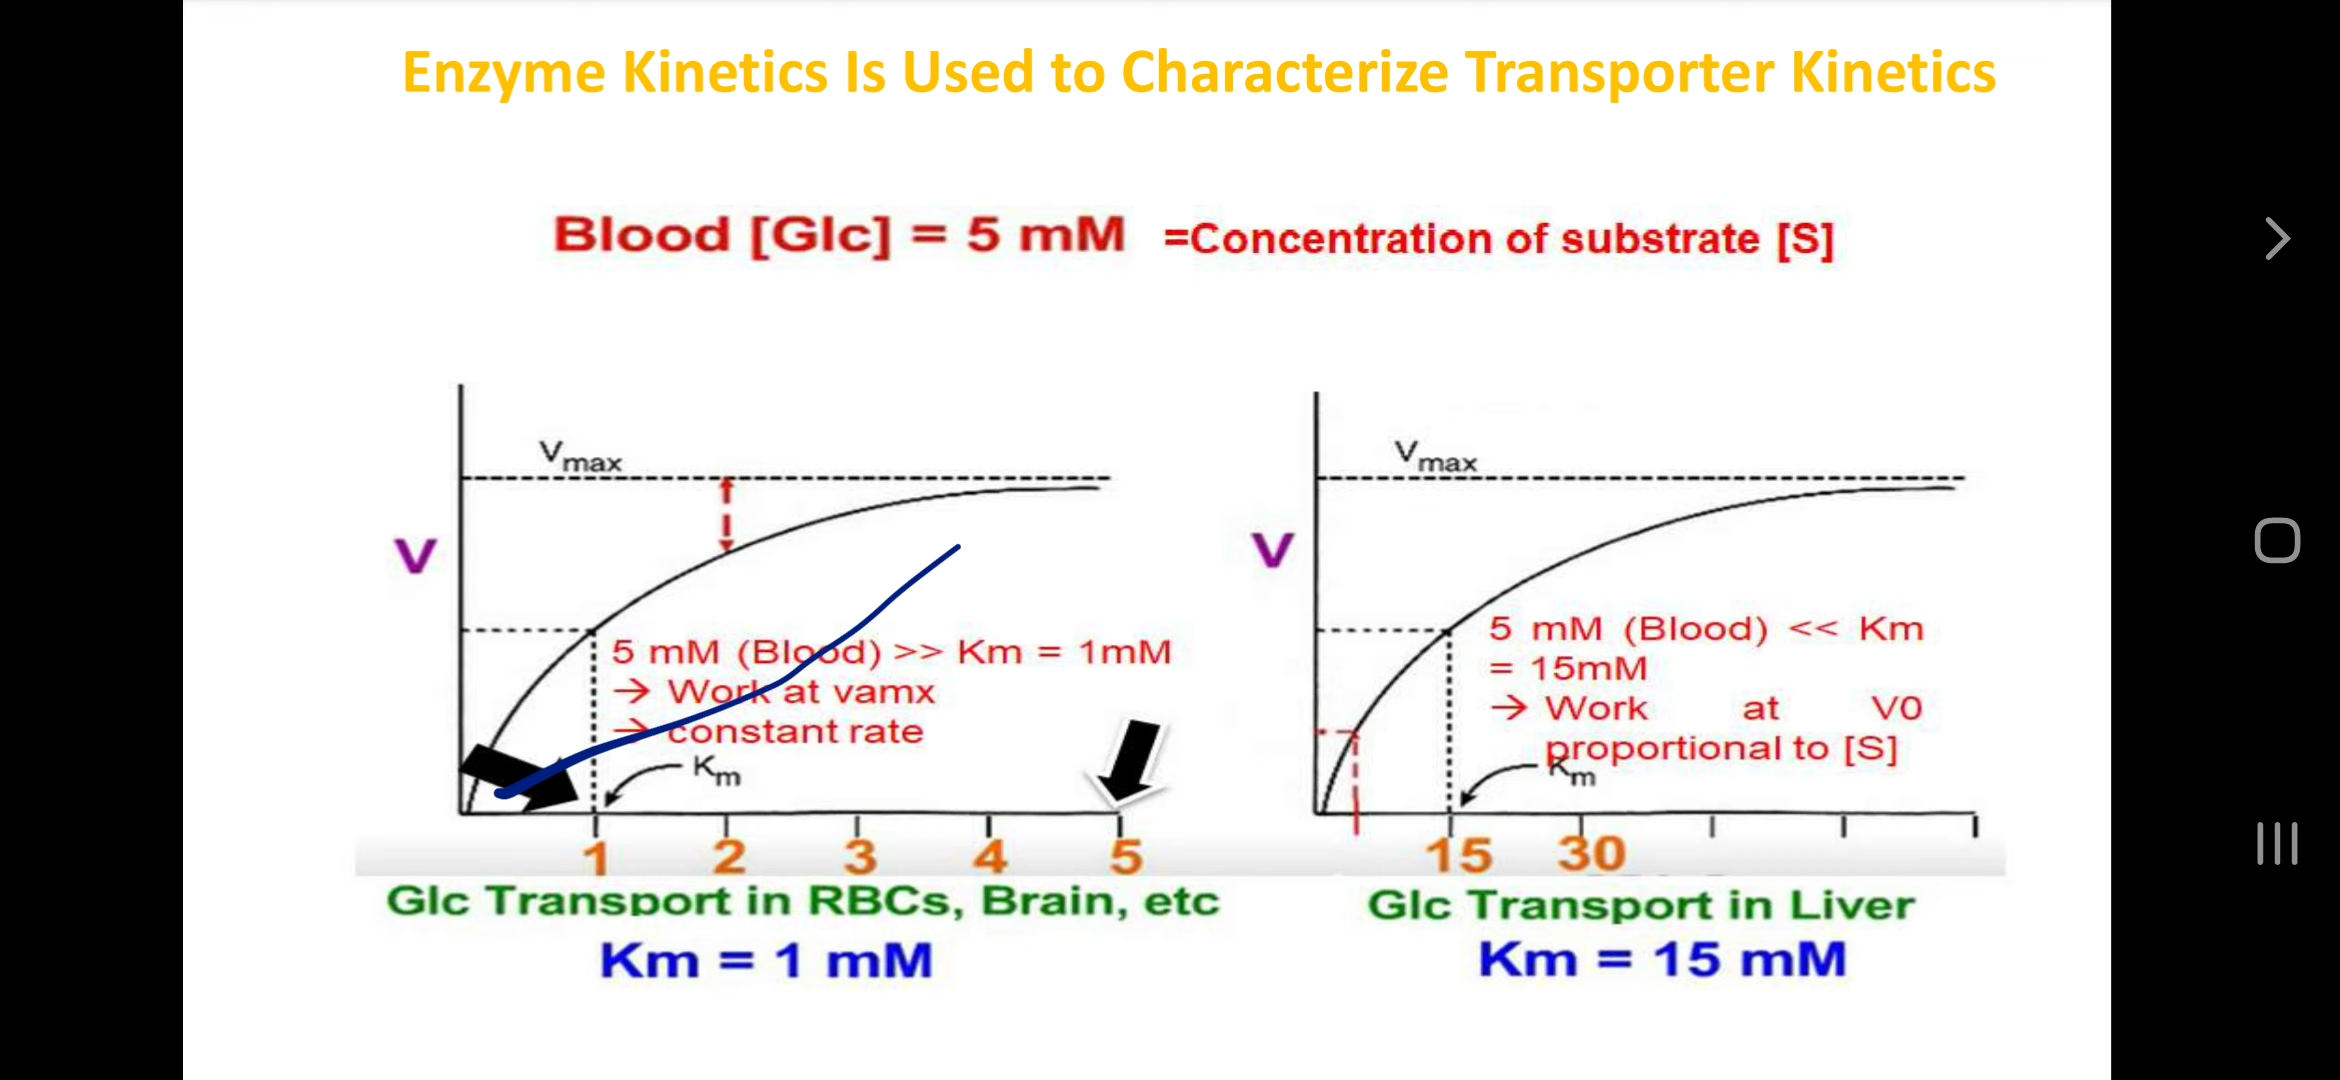 Enzyme Kinetics Is Used to Characterize Transporter Kinetics
Blood [Glc] = 5 mM =Concentration of substrate [S]
Vmax
V
5 mM (Blood) >> Km = 1mM
→ Work at vamx
→ constant rate
Km
1 2 3 4 5
Glc Transport in RBCs, Brain, etc
Km = 1 mM
Vmax
V
5 mM (Blood) << Km
= 15mM
→ Work at V0
proportional to [S]
Km
15 30
Glc Transport in Liver
Km = 15 mM